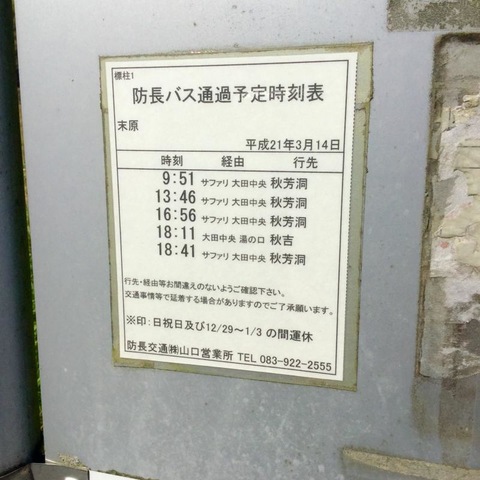 標柱1
防長バス通過予定時刻表
末原
平成21年3月14日
時刻 経由 行先
9:51 サファリ 大田中央 秋芳洞
13:46 サファリ 大田中央 秋芳洞
16:56 サファリ 大田中央 秋芳洞
18:11 大田中央 湯の口 秋吉
18:41 サファリ 大田中央 秋芳洞
行先・経由等お間違えのないようご確認下さい。
交通事情等で延着する場合がありますのでご了承願います。
※印:日祝日及び12/29~1/3 の間運休
防長交通㈱山口営業所 TEL 083-922-2555